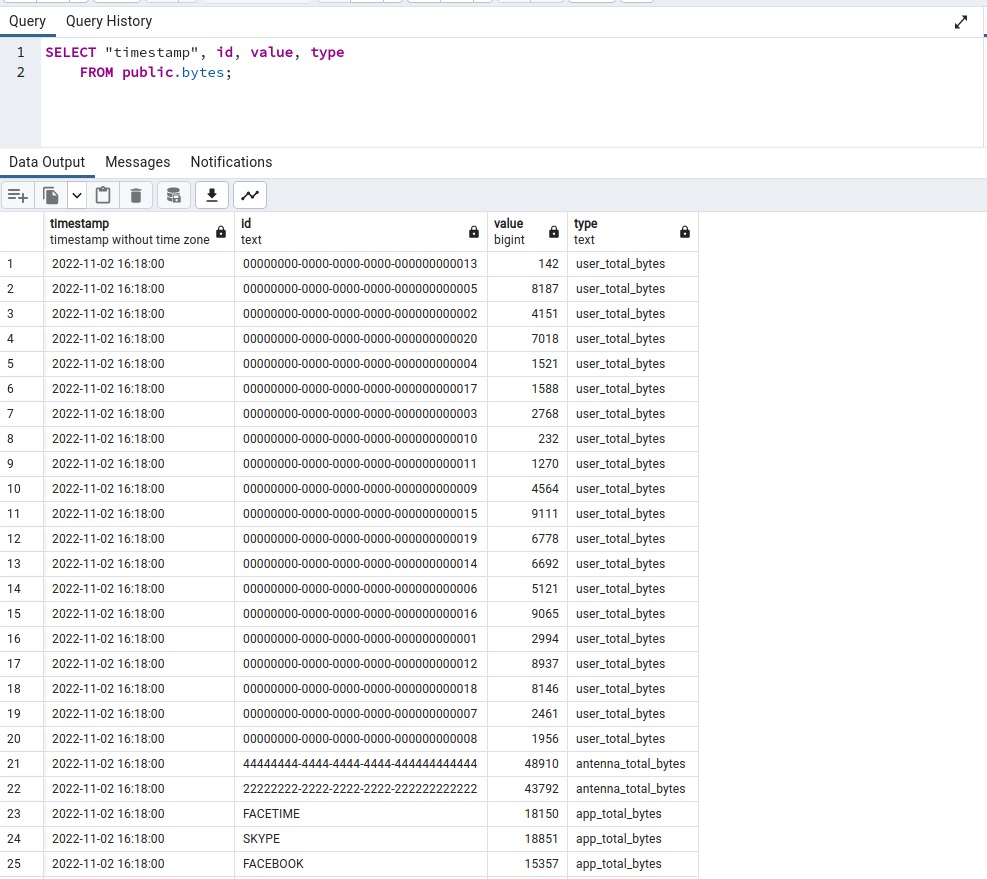 Query Query History
1 SELECT "timestamp", id, value, type
2 FROM public.bytes;
Data Output Messages Notifications
timestamp id value type
timestamp without time zone text bigint text
1 2022-11-02 16:18:00 00000000-0000-0000-0000-000000000013 142 user_total_bytes
2 2022-11-02 16:18:00 00000000-0000-0000-0000-000000000005 8187 user_total_bytes
3 2022-11-02 16:18:00 00000000-0000-0000-0000-000000000002 4151 user_total_bytes
4 2022-11-02 16:18:00 00000000-0000-0000-0000-000000000020 7018 user_total_bytes
5 2022-11-02 16:18:00 00000000-0000-0000-0000-000000000004 1521 user_total_bytes
6 2022-11-02 16:18:00 00000000-0000-0000-0000-000000000017 1588 user_total_bytes
7 2022-11-02 16:18:00 00000000-0000-0000-0000-000000000003 2768 user_total_bytes
8 2022-11-02 16:18:00 00000000-0000-0000-0000-000000000010 232 user_total_bytes
9 2022-11-02 16:18:00 00000000-0000-0000-0000-000000000011 1270 user_total_bytes
10 2022-11-02 16:18:00 00000000-0000-0000-0000-000000000009 4564 user_total_bytes
11 2022-11-02 16:18:00 00000000-0000-0000-0000-000000000015 9111 user_total_bytes
12 2022-11-02 16:18:00 00000000-0000-0000-0000-000000000019 6778 user_total_bytes
13 2022-11-02 16:18:00 00000000-0000-0000-0000-000000000014 6692 user_total_bytes
14 2022-11-02 16:18:00 00000000-0000-0000-0000-000000000006 5121 user_total_bytes
15 2022-11-02 16:18:00 00000000-0000-0000-0000-000000000016 9065 user_total_bytes
16 2022-11-02 16:18:00 00000000-0000-0000-0000-000000000001 2994 user_total_bytes
17 2022-11-02 16:18:00 00000000-0000-0000-0000-000000000012 8937 user_total_bytes
18 2022-11-02 16:18:00 00000000-0000-0000-0000-000000000018 8146 user_total_bytes
19 2022-11-02 16:18:00 00000000-0000-0000-0000-000000000007 2461 user_total_bytes
20 2022-11-02 16:18:00 00000000-0000-0000-0000-000000000008 1956 user_total_bytes
21 2022-11-02 16:18:00 44444444-4444-4444-4444-444444444444 48910 antenna_total_bytes
22 2022-11-02 16:18:00 22222222-2222-2222-2222-222222222222 43792 antenna_total_bytes
23 2022-11-02 16:18:00 FACETIME 18150 app_total_bytes
24 2022-11-02 16:18:00 SKYPE 18851 app_total_bytes
25 2022-11-02 16:18:00 FACEBOOK 15357 app_total_bytes